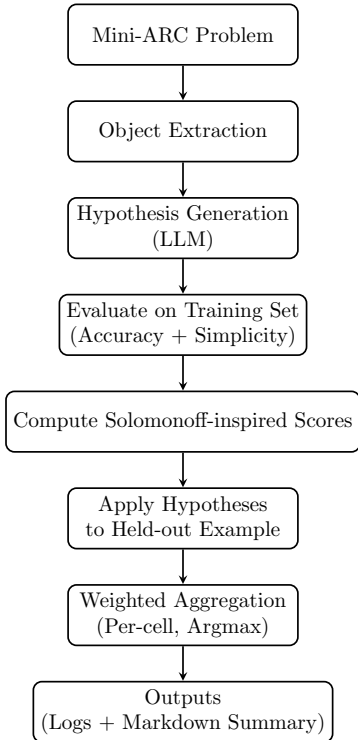 Mini-ARC Problem
Object Extraction
Hypothesis Generation
(LLM)
Evaluate on Training Set
(Accuracy + Simplicity)
Compute Solomonoff-inspired Scores
Apply Hypotheses
to Held-out Example
Weighted Aggregation
(Per-cell, Argmax)
Outputs
(Logs + Markdown Summary)